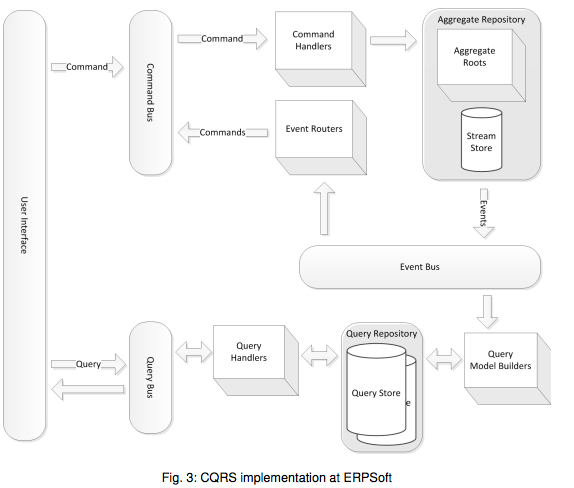 User Interface
Command
Command Bus
Command
Command
Handlers
Aggregate Repository
Aggregate
Roots
Stream
Store
Commands
Event Routers
Events
Event Bus
Query
Query Bus
Query
Handlers
Query Repository
Query Store
e
Query
Model Builders
Fig. 3: CQRS implementation at ERPSoft